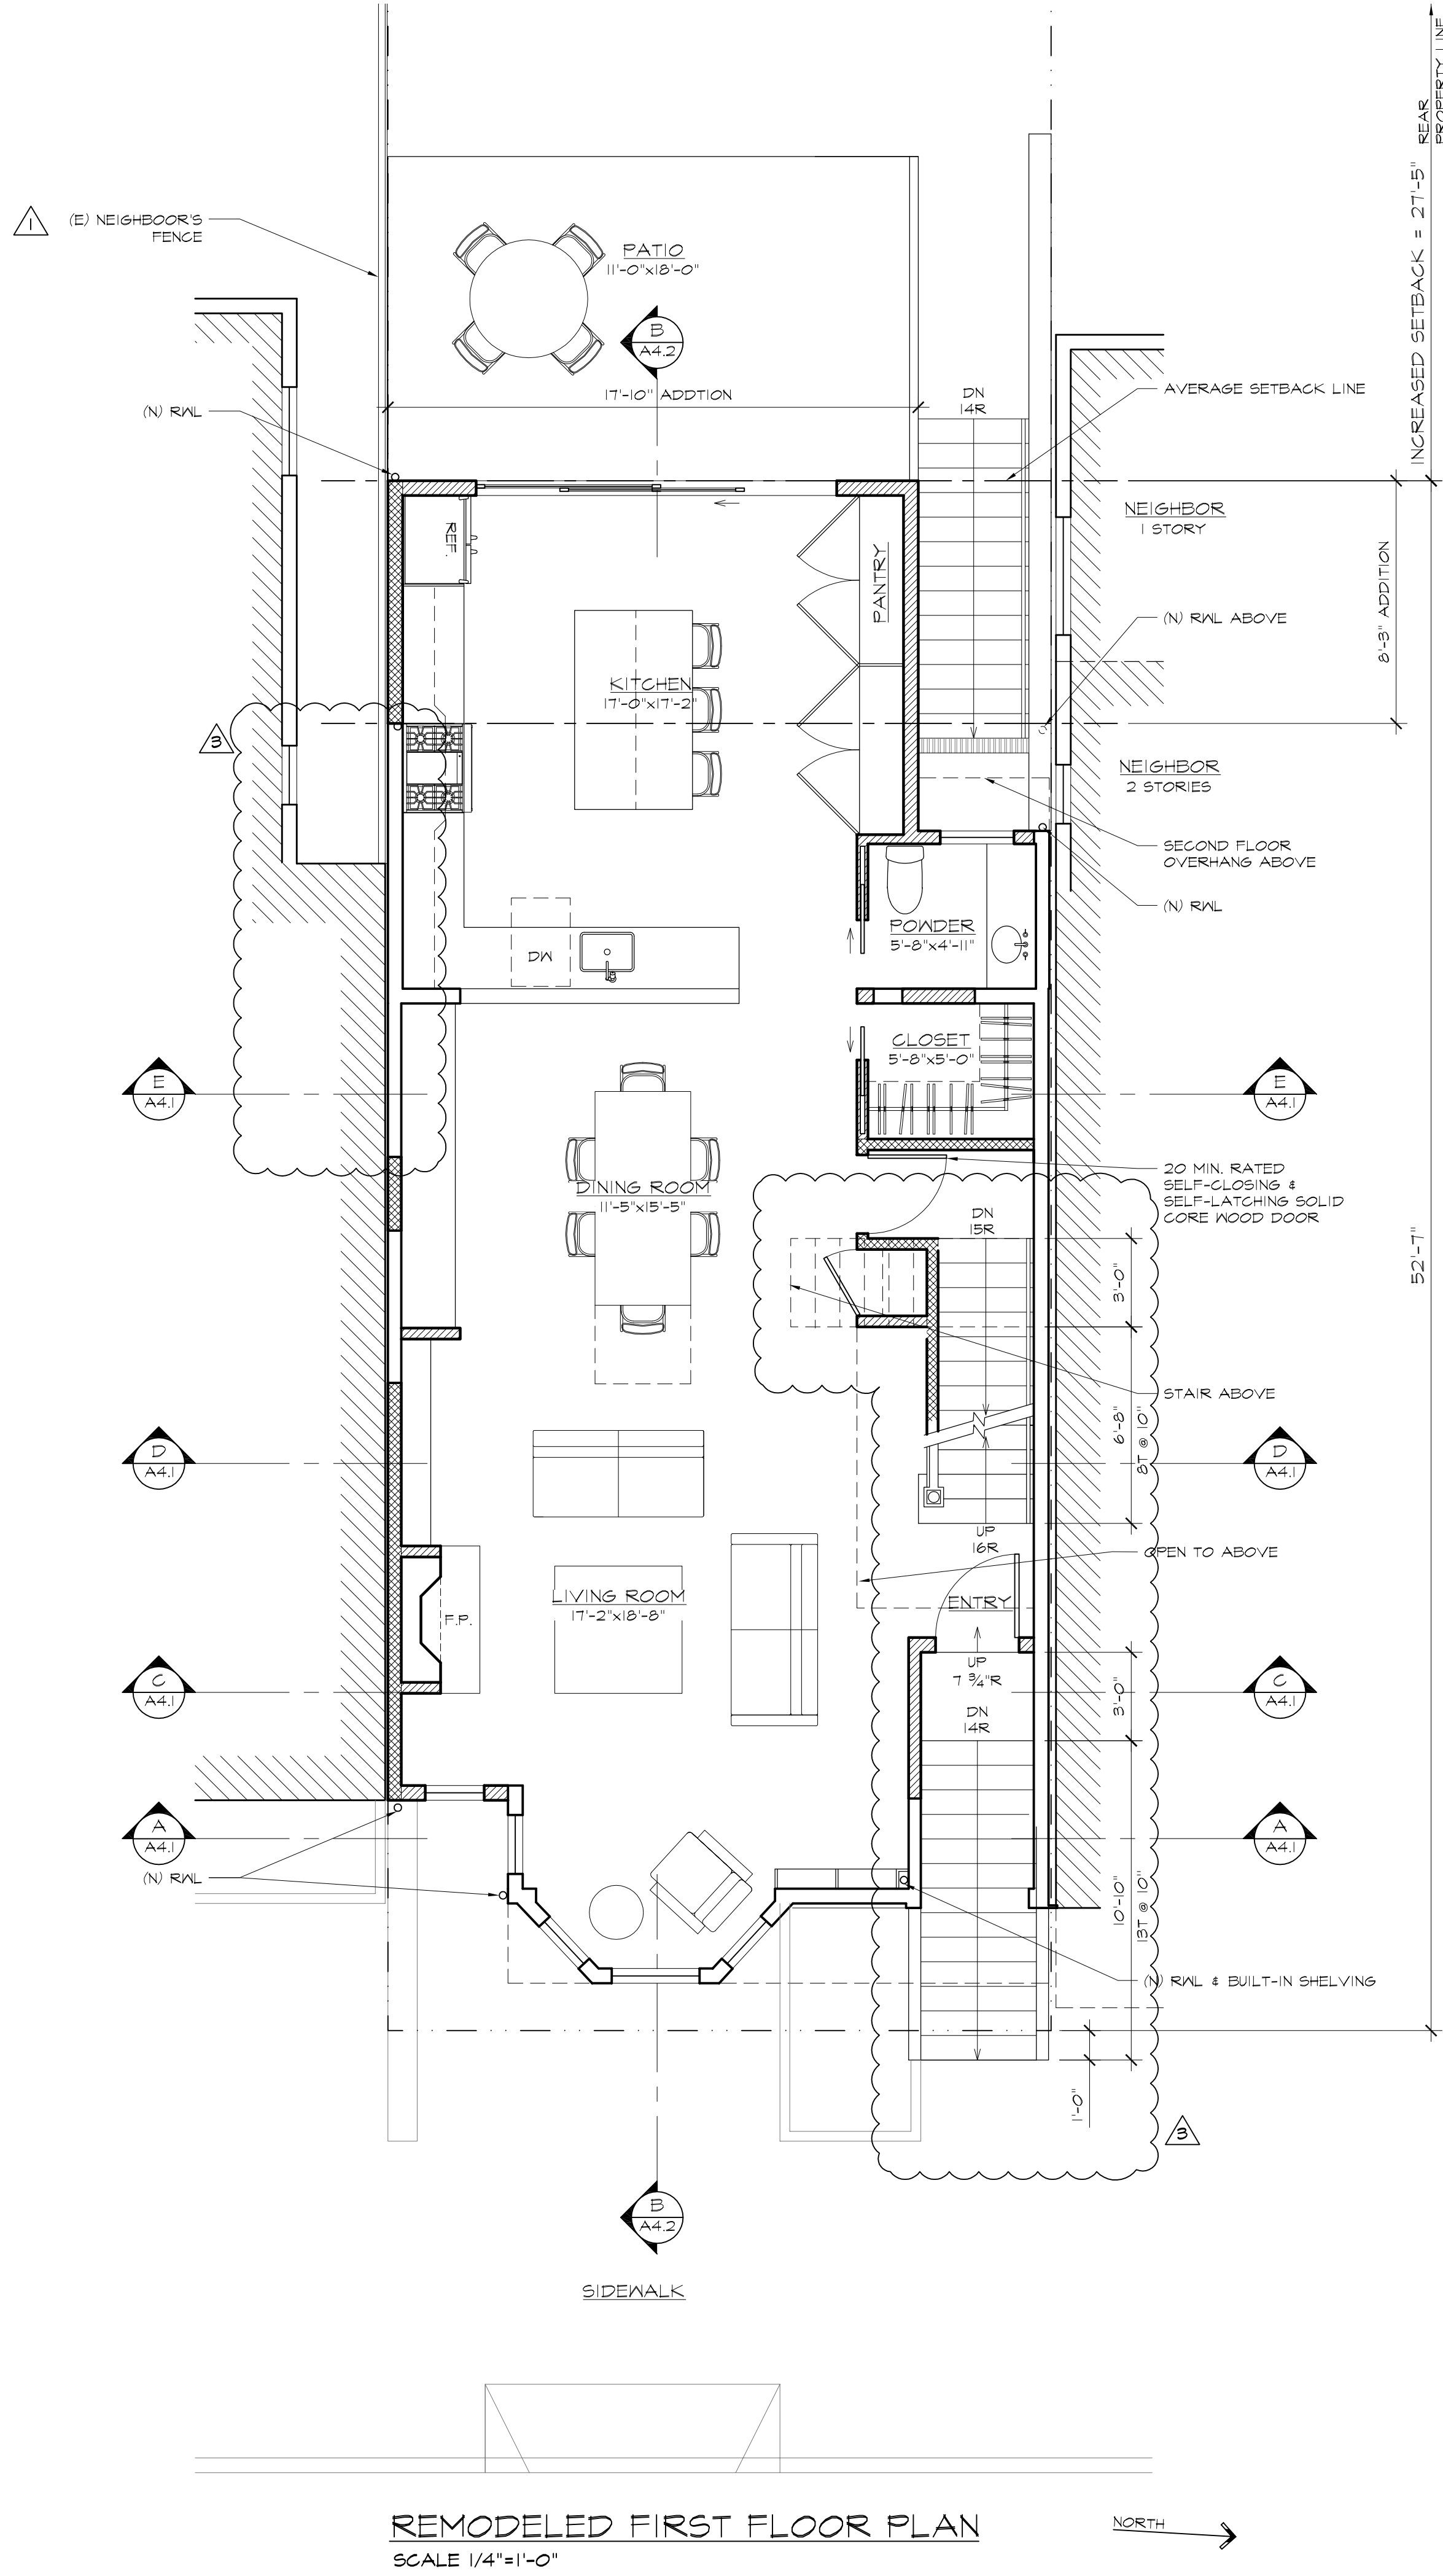 REAR
PROPERTY LINE
INCREASED SETBACK = 27'-5"
1
(E) NEIGHBOOR'S
FENCE
PATIO
11'-0"x18'-0"
B
A4.2
17'-10" ADDTION
DN
14R
AVERAGE SETBACK LINE
(N) RWL
REF.
PANTRY
NEIGHBOR
1 STORY
8'-3" ADDITION
(N) RWL ABOVE
KITCHEN
17'-0"x17'-2"
3
NEIGHBOR
2 STORIES
SECOND FLOOR
OVERHANG ABOVE
(N) RWL
POWDER
5'-8"x4'-11"
DW
CLOSET
5'-8"x5'-0"
E
A4.1
E
A4.1
20 MIN. RATED
SELF-CLOSING &
SELF-LATCHING SOLID
CORE WOOD DOOR
DINING ROOM
11'-5"x15'-5"
DN
15R
3'-0"
52'-7"
STAIR ABOVE
6'-8"
8T @ 10"
D
A4.1
D
A4.1
UP
16R
OPEN TO ABOVE
LIVING ROOM
17'-2"x18'-8"
F.P.
ENTRY
UP
7 3/4"R
C
A4.1
C
A4.1
3'-0"
DN
14R
A
A4.1
A
A4.1
(N) RWL
10'-10"
13T @ 10"
(N) RWL & BUILT-IN SHELVING
1'-0"
3
B
A4.2
SIDEWALK
REMODELED FIRST FLOOR PLAN
SCALE 1/4"=1'-0"
NORTH